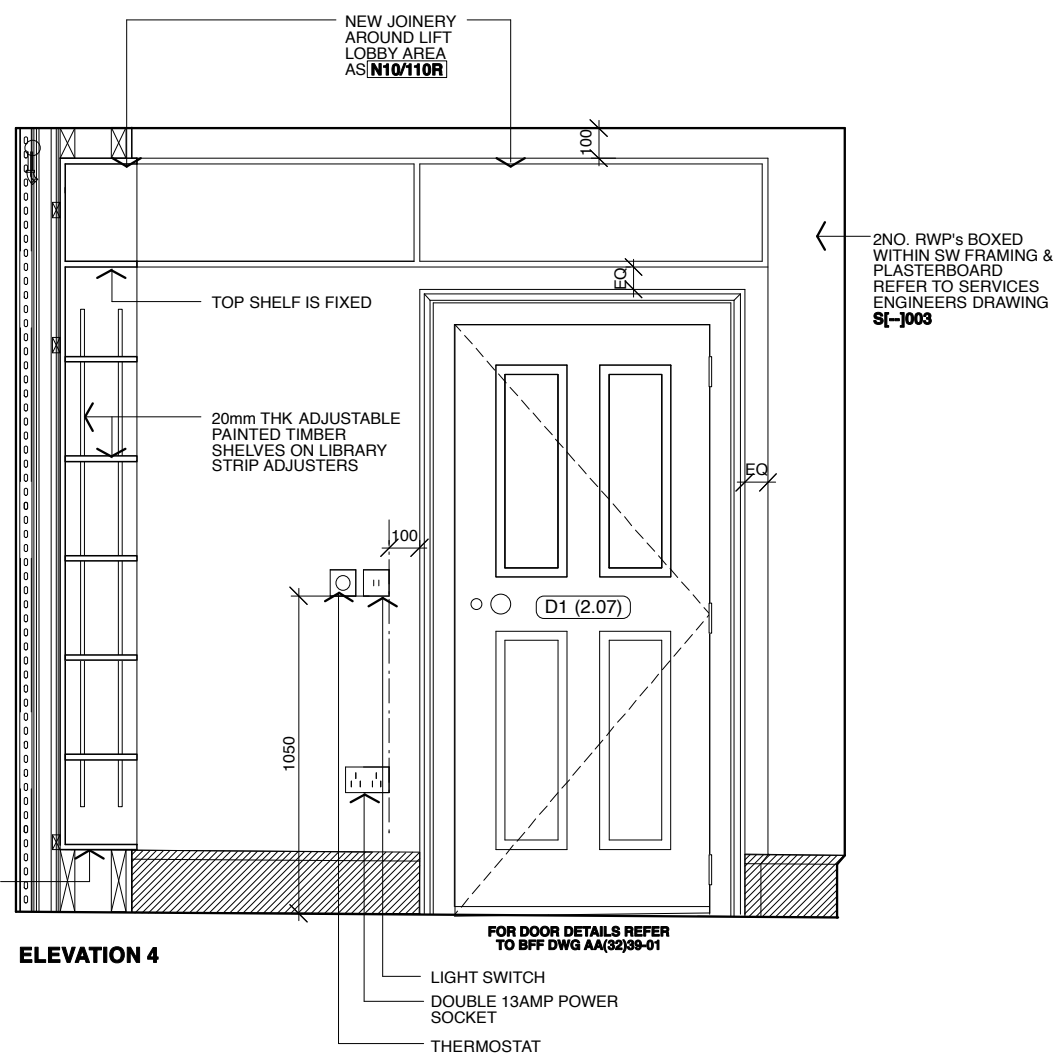 NEW JOINERY
AROUND LIFT
LOBBY AREA
AS N10/110R
100
2NO. RWP's BOXED
WITHIN SW FRAMING &
PLASTERBOARD
REFER TO SERVICES
ENGINEERS DRAWING
S[--]003
EQ
TOP SHELF IS FIXED
20mm THK ADJUSTABLE
PAINTED TIMBER
SHELVES ON LIBRARY
STRIP ADJUSTERS
EQ
100
D1 (2.07)
1050
FOR DOOR DETAILS REFER
TO BFF DWG AA(32)39-01
ELEVATION 4
LIGHT SWITCH
DOUBLE 13AMP POWER
SOCKET
THERMOSTAT